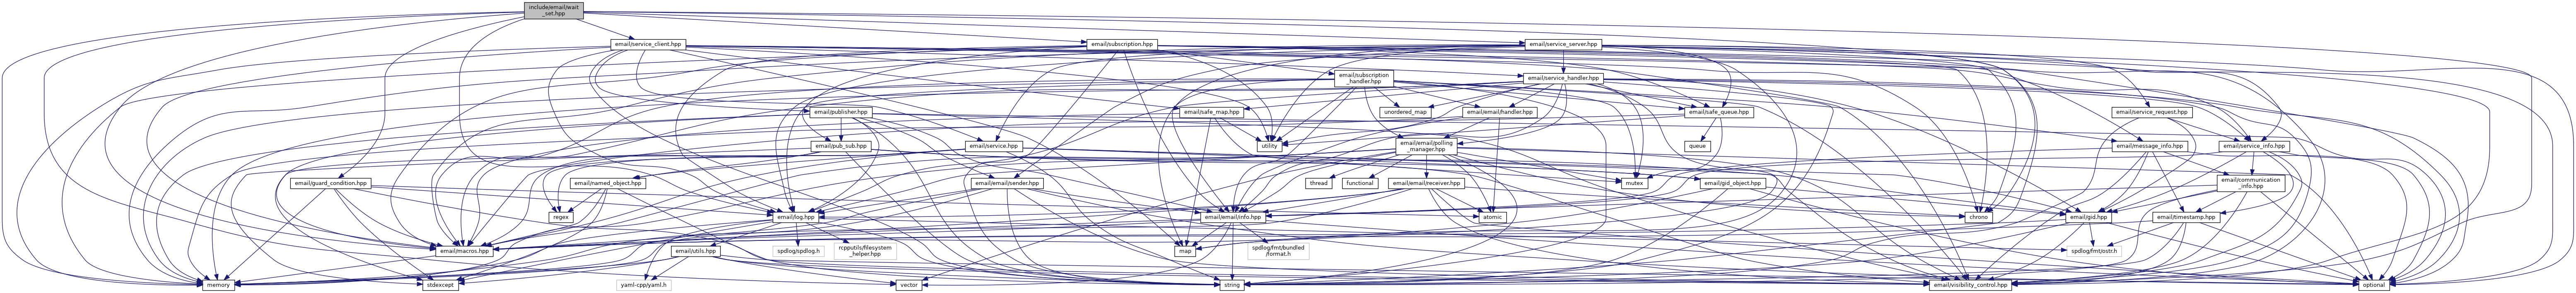 include/email/wait
_set.hpp
email/service_client.hpp
email/subscription.hpp
email/service_server.hpp
email/subscription
_handler.hpp
email/service_handler.hpp
email/publisher.hpp
email/safe_map.hpp
unordered_map
email/email/handler.hpp
email/safe_queue.hpp
email/service_request.hpp
email/pub_sub.hpp
email/service.hpp
utility
email/email/polling
_manager.hpp
queue
email/message_info.hpp
email/service_info.hpp
email/guard_condition.hpp
email/named_object.hpp
email/email/sender.hpp
thread
functional
email/email/receiver.hpp
mutex
email/gid_object.hpp
email/communication
_info.hpp
regex
email/log.hpp
email/email/info.hpp
atomic
chrono
email/gid.hpp
email/timestamp.hpp
email/macros.hpp
email/utils.hpp
spdlog/spdlog.h
rcpputils/filesystem
_helper.hpp
map
spdlog/fmt/bundled
/format.h
spdlog/fmt/ostr.h
memory
stdexcept
yaml-cpp/yaml.h
vector
string
email/visibility_control.hpp
optional